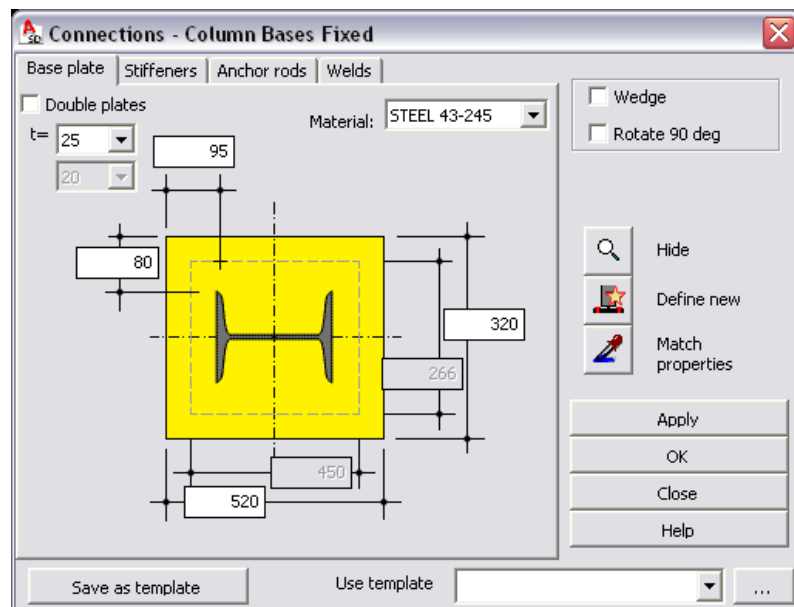 Connections - Column Bases Fixed
Base plate Stiffeners Anchor rods Welds
Double plates
t= 25
20
Material: STEEL 43-245
95
80
320
266
450
520
Wedge
Rotate 90 deg
Hide
Define new
Match
properties
Apply
OK
Close
Help
Save as template
Use template
...